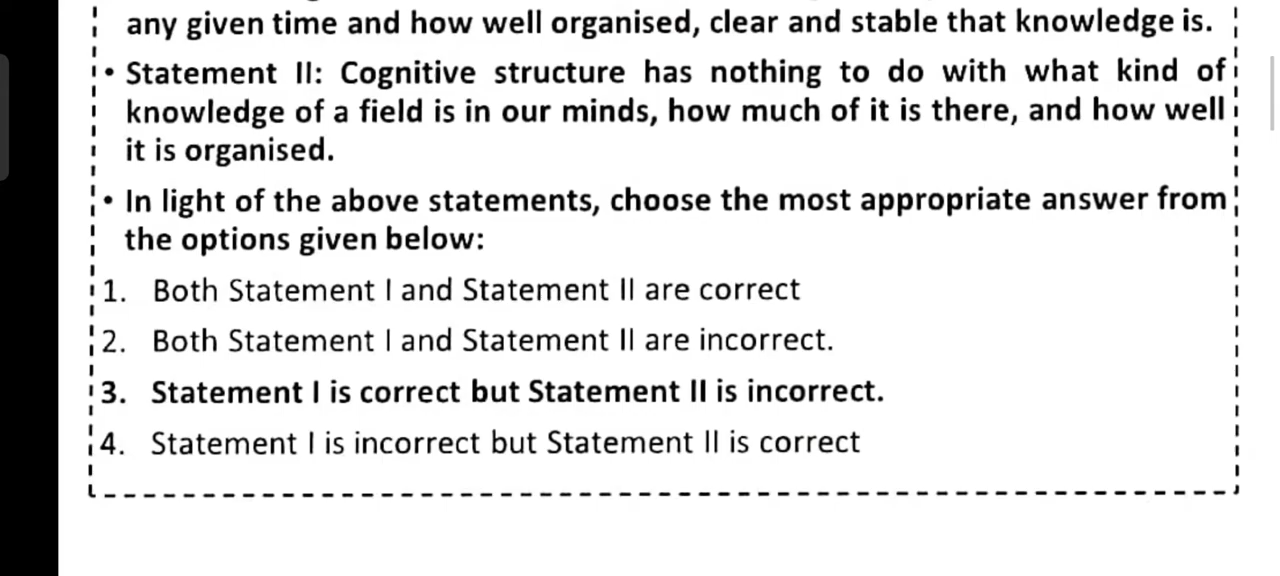 any given time and how well organised, clear and stable that knowledge is.
• Statement II: Cognitive structure has nothing to do with what kind of
knowledge of a field is in our minds, how much of it is there, and how well
it is organised.
• In light of the above statements, choose the most appropriate answer from
the options given below:
1. Both Statement I and Statement II are correct
2. Both Statement I and Statement II are incorrect.
3. Statement I is correct but Statement II is incorrect.
4. Statement I is incorrect but Statement II is correct